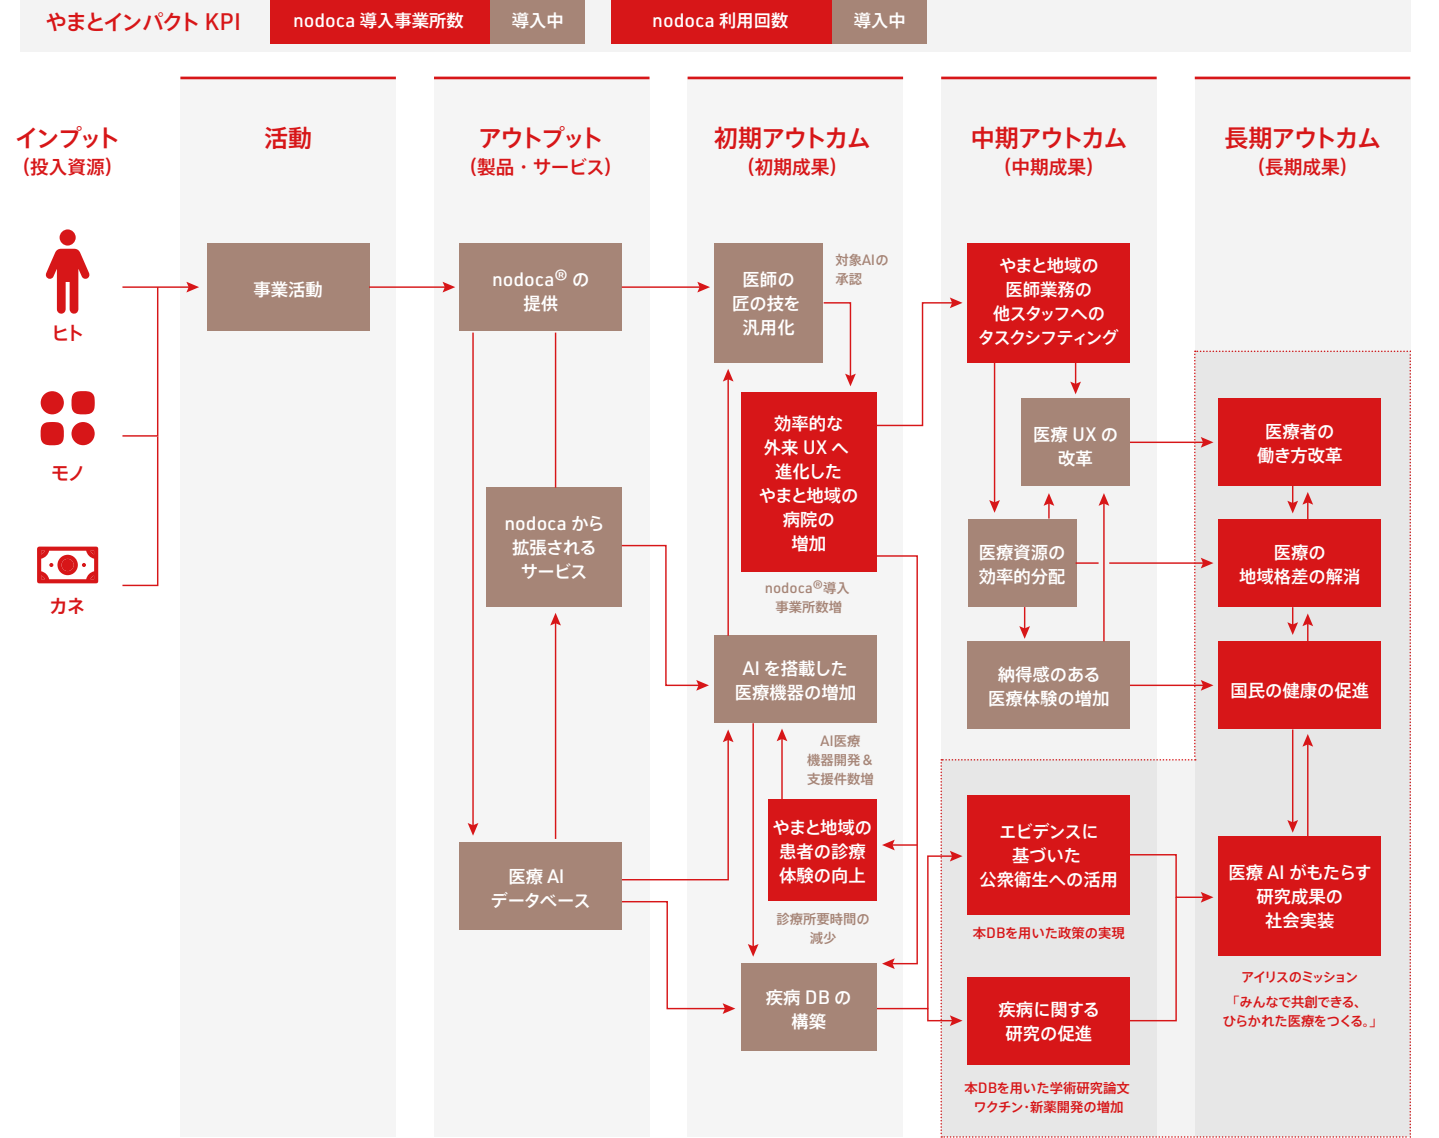 やまとインパクト KPI
nodoca 導入事業所数
導入中
nodoca 利用回数
導入中
インプット
(投入資源)
ヒト
モノ
カネ
活動
事業活動
アウトプット
(製品・サービス)
nodoca® の
提供
nodoca から
拡張される
サービス
医療 AI
データベース
初期アウトカム
(初期成果)
医師の
匠の技を
汎用化
対象AIの
承認
効率的な
外来 UX へ
進化した
やまと地域の
病院の
増加
nodoca®導入
事業所数増
AI を搭載した
医療機器の増加
AI医療
機器開発＆
支援件数増
やまと地域の
患者の診療
体験の向上
診療所要時間の
減少
疾病 DB の
構築
中期アウトカム
(中期成果)
やまと地域の
医師業務の
他スタッフへの
タスクシフティング
医療 UX の
改革
医療資源の
効率的分配
納得感のある
医療体験の増加
エビデンスに
基づいた
公衆衛生への活用
本DBを用いた政策の実現
疾病に関する
研究の促進
本DBを用いた学術研究論文
ワクチン・新薬開発の増加
長期アウトカム
(長期成果)
医療者の
働き方改革
医療の
地域格差の解消
国民の健康の促進
医療 AI がもたらす
研究成果の
社会実装
アイリスのミッション
「みんなで共創できる、
ひらかれた医療をつくる。」